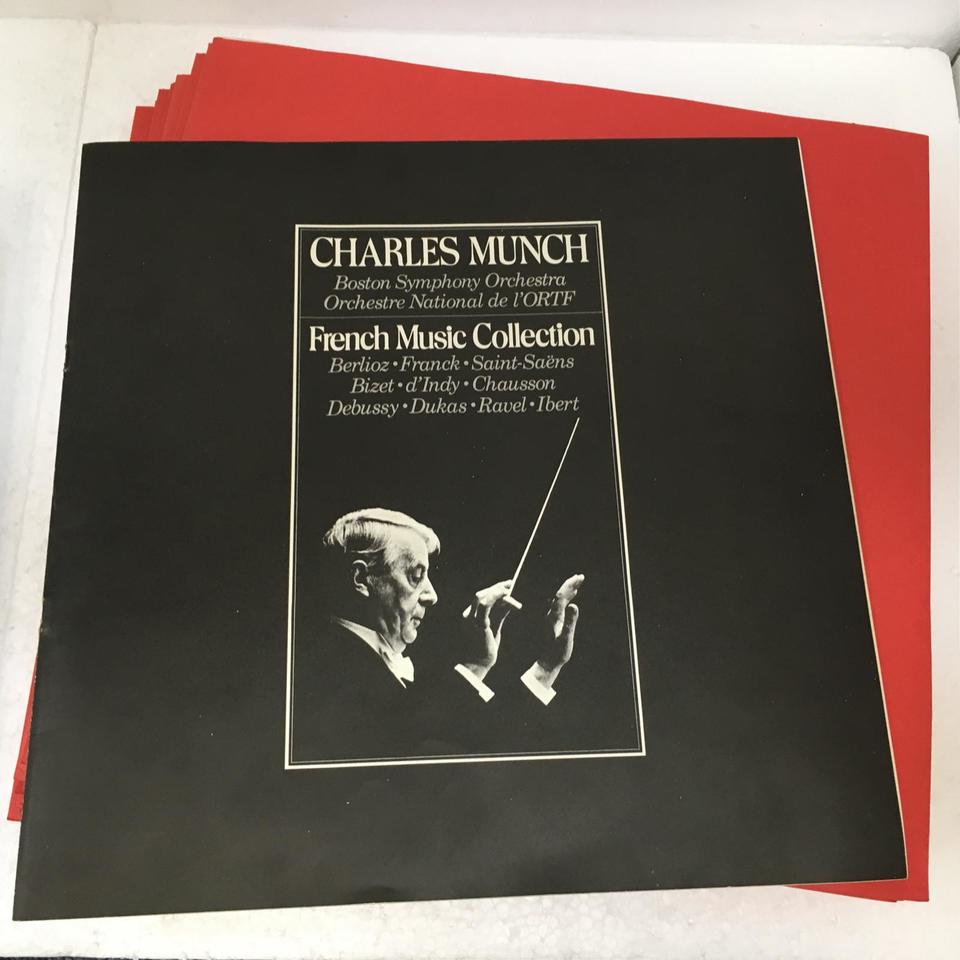 CHARLES MUNCH
Boston Symphony Orchestra
Orchestre National de l'ORTF
French Music Collection
Berlioz • Franck • Saint-Saëns
Bizet • d'Indy • Chausson
Debussy • Dukas • Ravel • Ibert